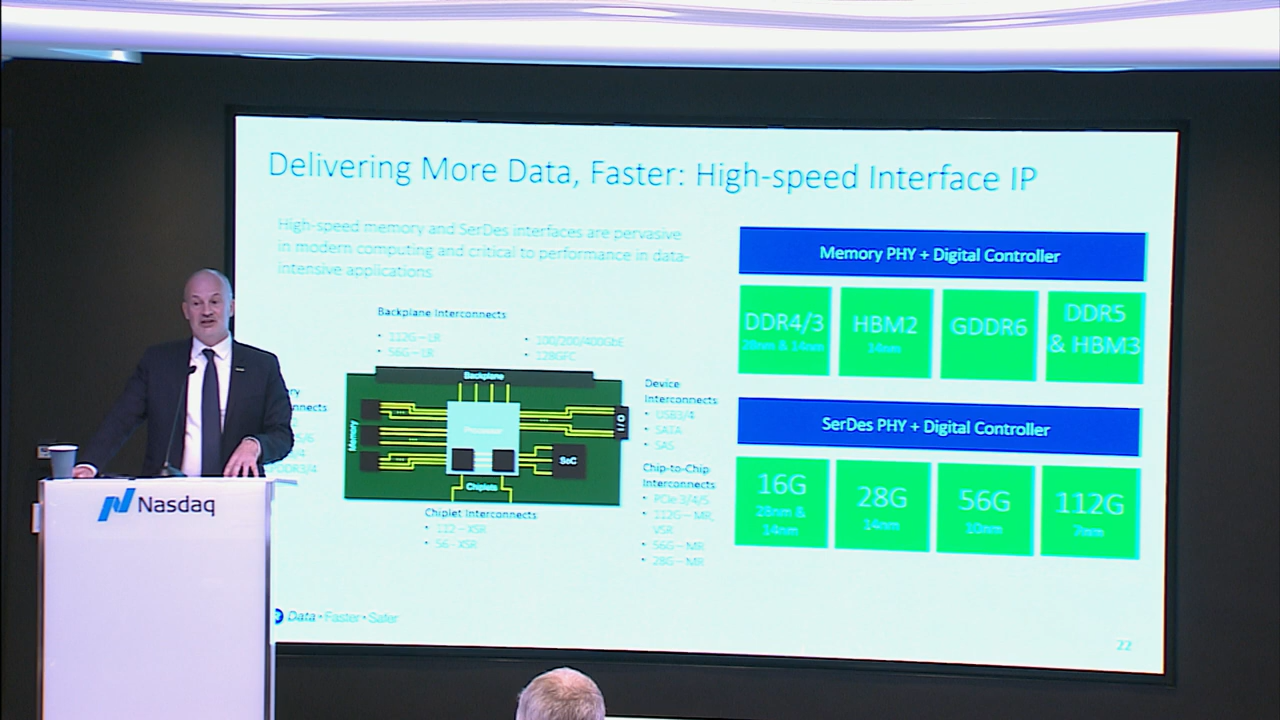 Delivering More Data, Faster: High-speed Interface IP
High-speed memory and SerDes interfaces are pervasive
in modern computing and critical to performance in data-
intensive applications
Backplane Interconnects
• 112G – LR
• 56G – LR
• 100/200/400GbE
• 128GFC
Backplane
Memory
Processor
I/O
SoC
Chiplets
Chiplet Interconnects
• 112 – XSR
• 56 – XSR
Device
Interconnects
• USB3/4
• SATA
• SAS
Chip-to-Chip
Interconnects
• PCIe 3/4/5
• 112G – MR,
VSR
• 56G – MR
• 28G – MR
Memory PHY + Digital Controller
DDR4/3
28nm & 14nm
HBM2
14nm
GDDR6
DDR5
& HBM3
SerDes PHY + Digital Controller
16G
28nm &
14nm
28G
14nm
56G
10nm
112G
7nm
Data • Faster • Safer
22
Nasdaq